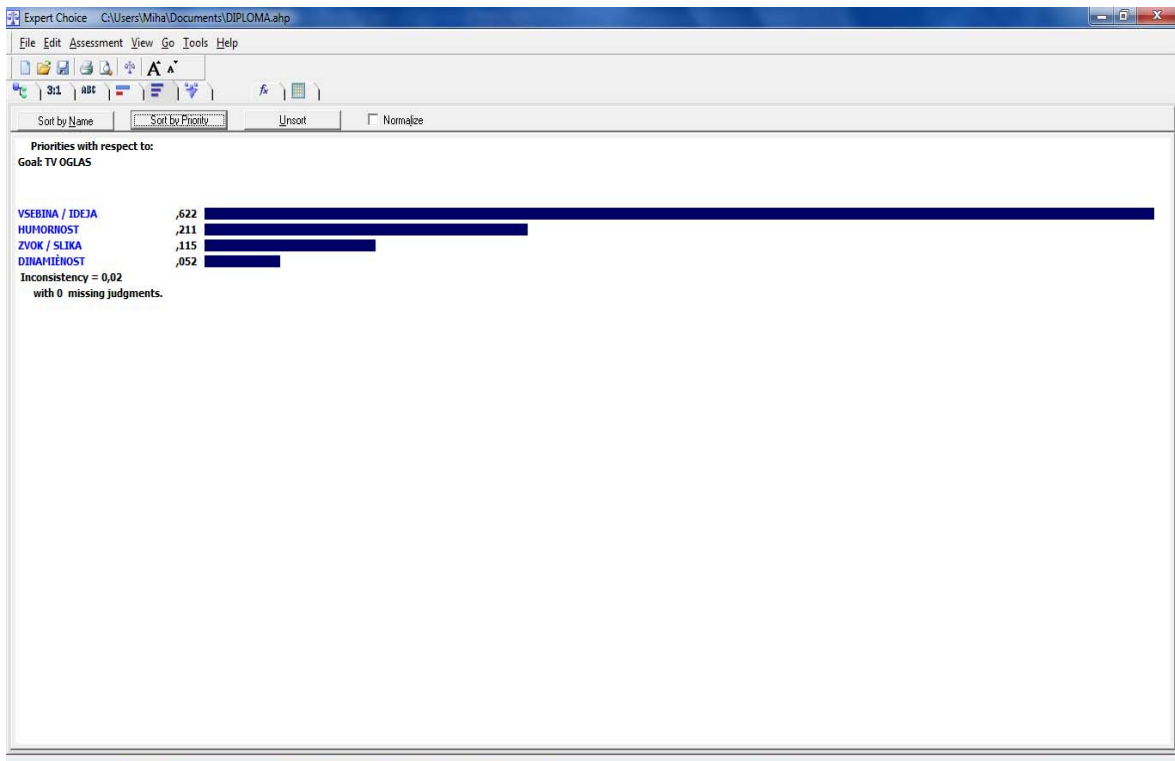 Expert Choice C:\Users\Miha\Documents\DIPLOMA.ahp
File Edit Assessment View Go Tools Help
A A
3:1 ABC fx
Sort by Name Sort by Priority Unsort Normalize
Priorities with respect to:
Goal: TV OGLAS
VSEBINA / IDEJA ,622
HUMORNOST ,211
ZVOK / SLIKA ,115
DINAMIÈNOST ,052
Inconsistency = 0,02
with 0 missing judgments.